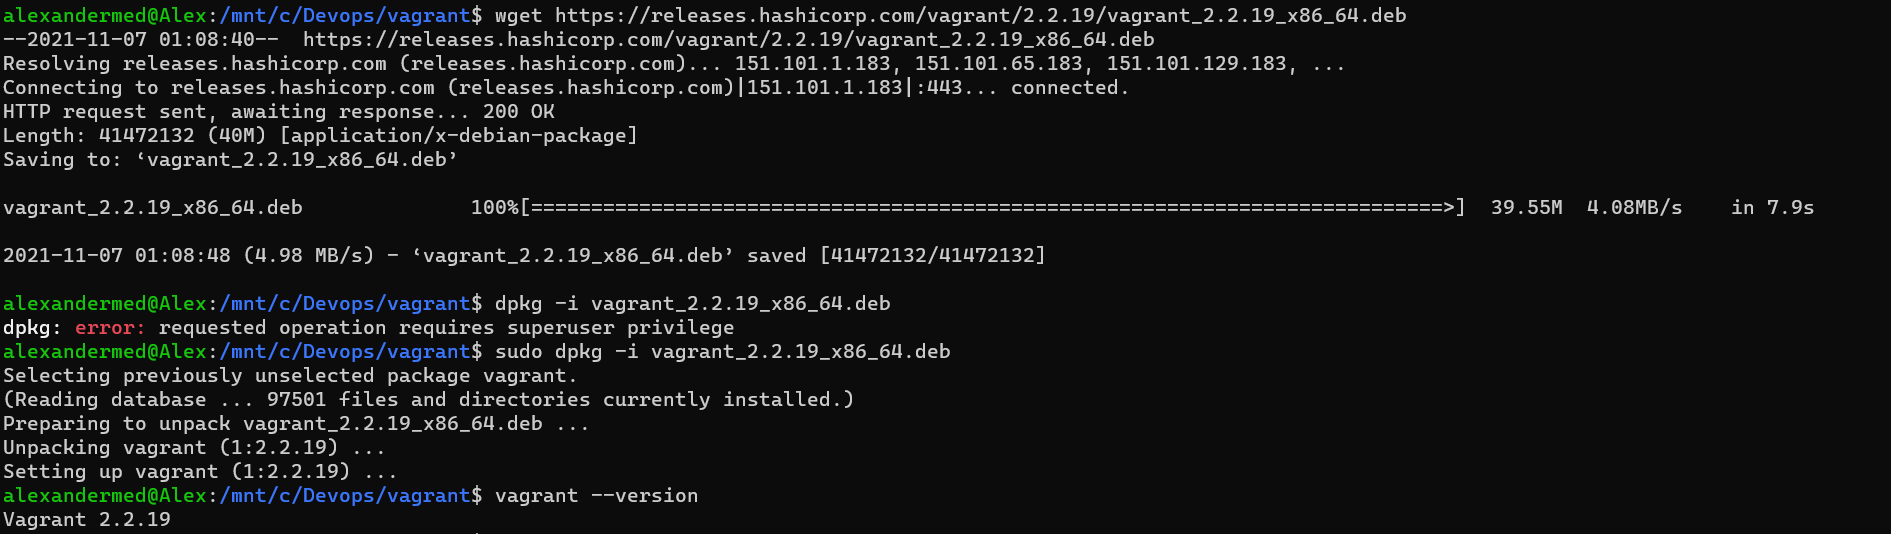 alexandermed@Alex:/mnt/c/Devops/vagrant$ wget https://releases.hashicorp.com/vagrant/2.2.19/vagrant_2.2.19_x86_64.deb
--2021-11-07 01:08:40--  https://releases.hashicorp.com/vagrant/2.2.19/vagrant_2.2.19_x86_64.deb
Resolving releases.hashicorp.com (releases.hashicorp.com)... 151.101.1.183, 151.101.65.183, 151.101.129.183, ...
Connecting to releases.hashicorp.com (releases.hashicorp.com)|151.101.1.183|:443... connected.
HTTP request sent, awaiting response... 200 OK
Length: 41472132 (40M) [application/x-debian-package]
Saving to: ‘vagrant_2.2.19_x86_64.deb’
vagrant_2.2.19_x86_64.deb              100%[============================================================================>]  39.55M  4.08MB/s    in 7.9s
2021-11-07 01:08:48 (4.98 MB/s) - ‘vagrant_2.2.19_x86_64.deb’ saved [41472132/41472132]
alexandermed@Alex:/mnt/c/Devops/vagrant$ dpkg -i vagrant_2.2.19_x86_64.deb
dpkg: error: requested operation requires superuser privilege
alexandermed@Alex:/mnt/c/Devops/vagrant$ sudo dpkg -i vagrant_2.2.19_x86_64.deb
Selecting previously unselected package vagrant.
(Reading database ... 97501 files and directories currently installed.)
Preparing to unpack vagrant_2.2.19_x86_64.deb ...
Unpacking vagrant (1:2.2.19) ...
Setting up vagrant (1:2.2.19) ...
alexandermed@Alex:/mnt/c/Devops/vagrant$ vagrant --version
Vagrant 2.2.19